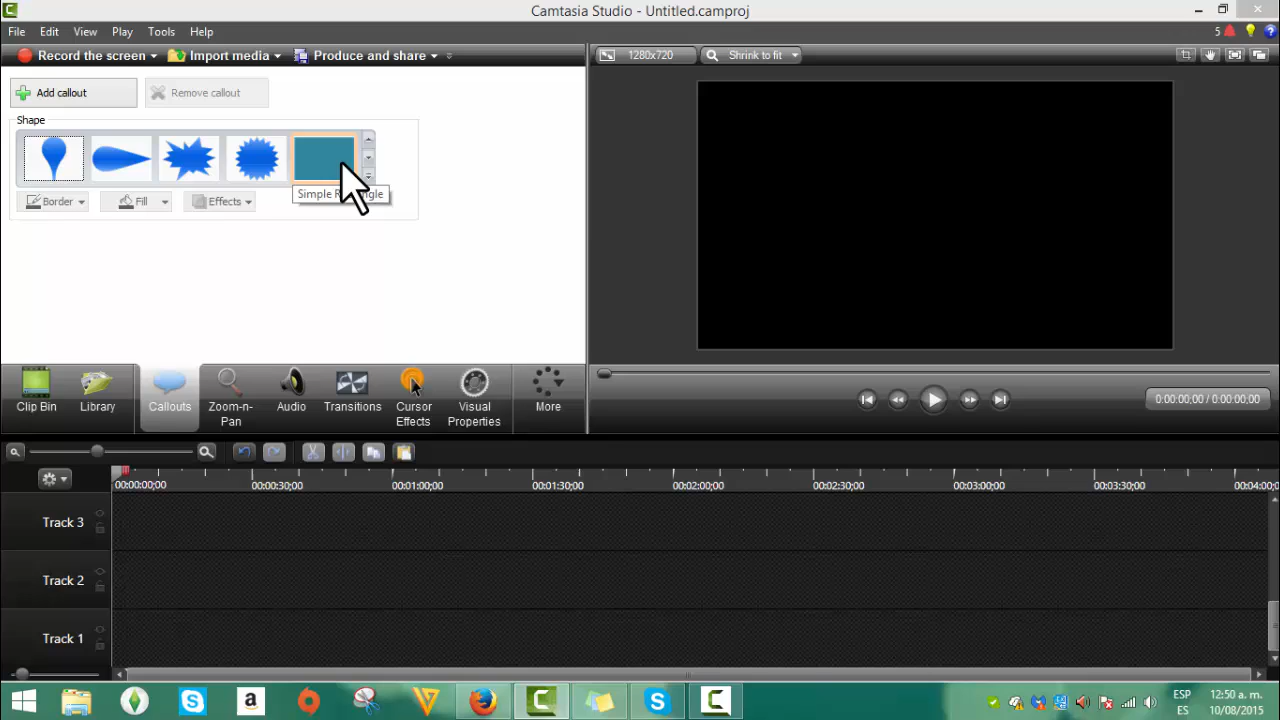 Camtasia Studio - Untitled.camproj
File Edit View Play Tools Help
5
Record the screen Import media Produce and share
1280x720 Shrink to fit
Add callout Remove callout
Shape
Simple
Border Fill Effects
Clip Bin Library Callouts Zoom-n-Pan Audio Transitions Cursor Effects Visual Properties More
0:00:00;00 / 0:00:00;00
00:00:00;00 00:00:30;00 00:01:00;00 00:01:30;00 00:02:00;00 00:02:30;00 00:03:00;00 00:03:30;00 00:04:00;
Track 3
Track 2
Track 1
ESP 12:50 a. m.
ES 10/08/2015